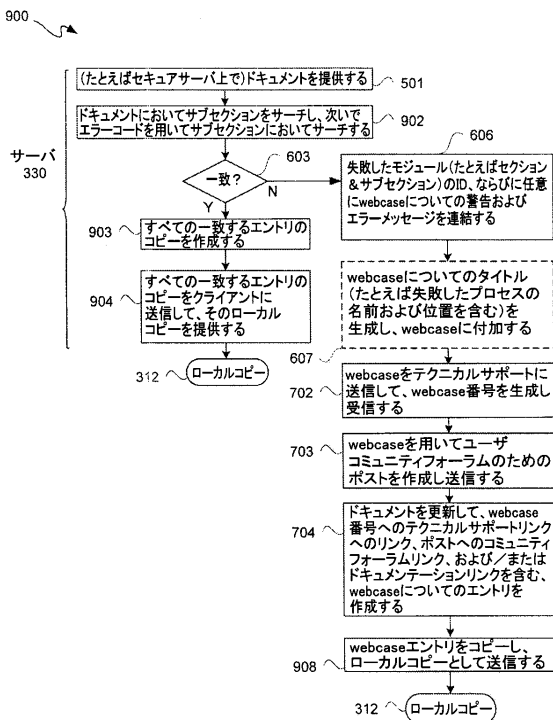 900
(たとえばセキュアサーバ上で)ドキュメントを提供する
501
ドキュメントにおいてサブセクションをサーチし、次いで
エラーコードを用いてサブセクションにおいてサーチする
902
サーバ
330
603
一致?
Y
N
606
失敗したモジュール(たとえばセクション
&サブセクション)のID、ならびに任意
にwebcaseについての警告および
エラーメッセージを連結する
903
すべての一致するエントリの
コピーを作成する
904
すべての一致するエントリの
コピーをクライアントに
送信して、そのローカル
コピーを提供する
312
ローカルコピー
webcaseについてのタイトル
(たとえば失敗したプロセスの
名前および位置を含む)を
生成し、webcaseに付加する
607
702
webcaseをテクニカルサポートに
送信して、webcase番号を生成し
受信する
703
webcaseを用いてユーザ
コミュニティフォーラムのための
ポストを作成し送信する
704
ドキュメントを更新して、webcase
番号へのテクニカルサポートリンク
へのリンク、ポストへのコミュニティ
フォーラムリンク、および/または
ドキュメンテーションリンクを含む、
webcaseについてのエントリを
作成する
908
webcaseエントリをコピーし、
ローカルコピーとして送信する
312
ローカルコピー